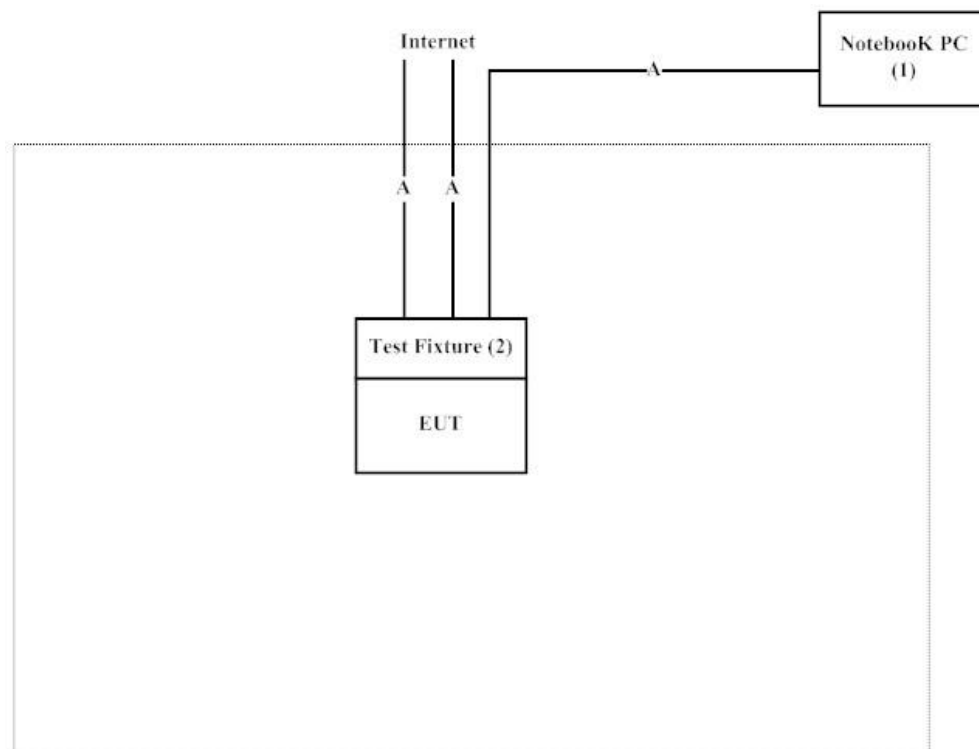 Internet
NotebooK PC
(1)
A
A
A
Test Fixture (2)
EUT